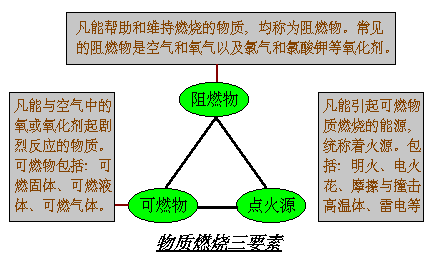 凡能帮助和维持燃烧的物质，均称为阻燃物。常见
的阻燃物是空气和氧气以及氯气和氯酸钾等氧化剂。
阻燃物
凡能与空气中的
氧或氧化剂起剧
烈反应的物质。
可燃物包括：可
燃固体、可燃液
体、可燃气体。
凡能引起可燃物
质燃烧的能源，
统称着火源。包
括：明火、电火
花、摩擦与撞击
高温体、雷电等
可燃物
点火源
物质燃烧三要素